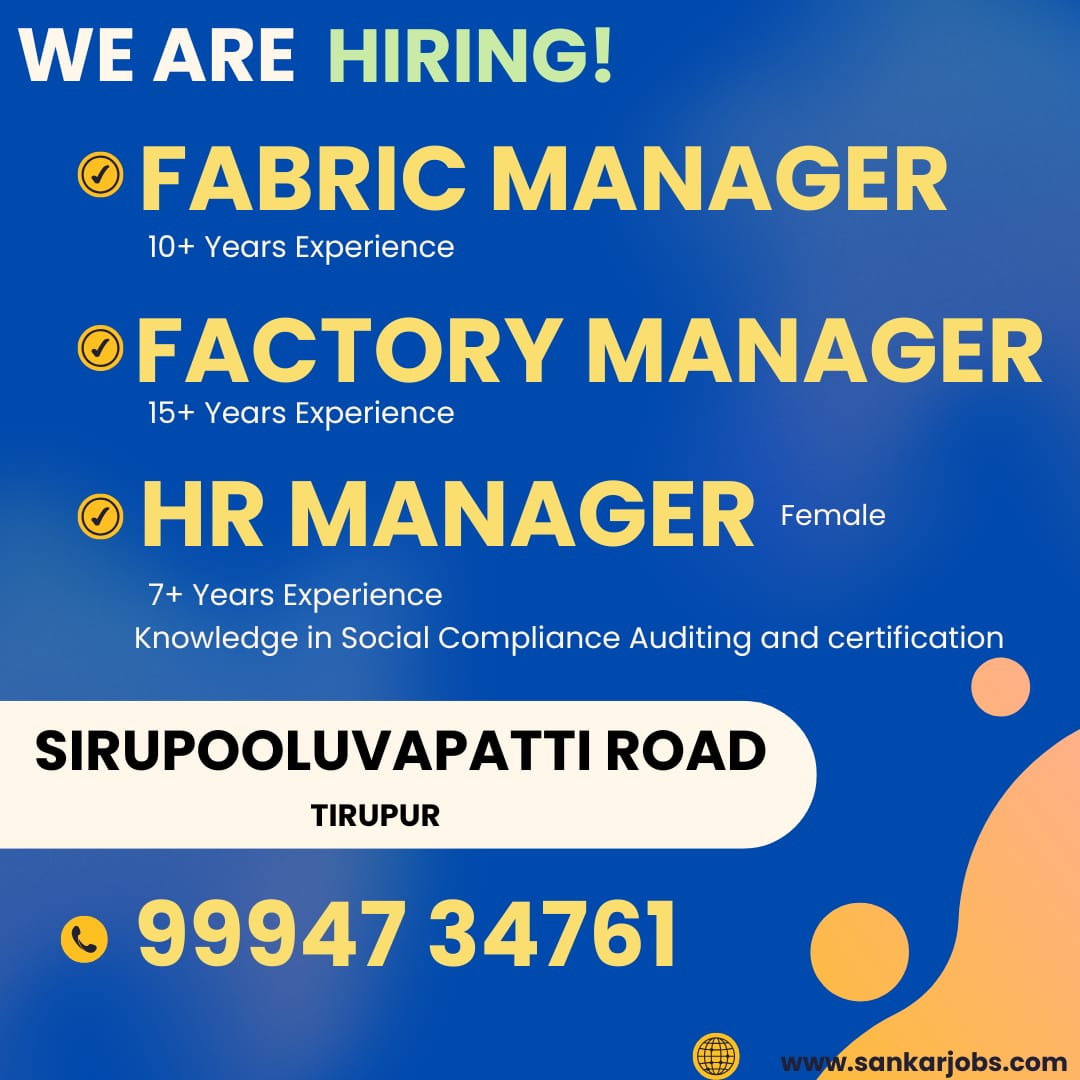 WE ARE HIRING!
FABRIC MANAGER
10+ Years Experience
FACTORY MANAGER
15+ Years Experience
HR MANAGER Female
7+ Years Experience
Knowledge in Social Compliance Auditing and certification
SIRUPOOLUVAPATTI ROAD
TIRUPUR
99947 34761
www.sankarjobs.com